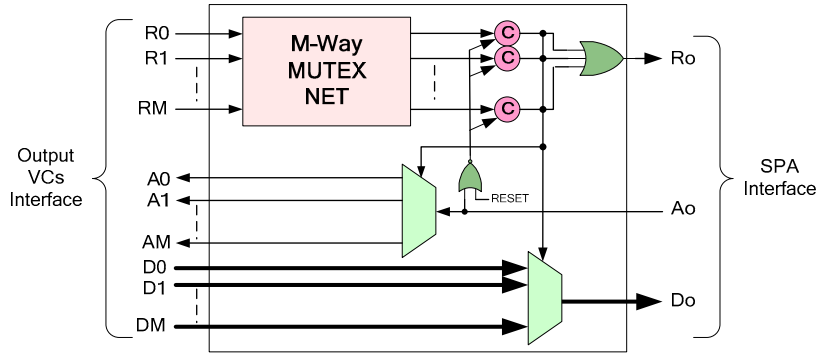 R0
R1
RM
M-Way
MUTEX
NET
C
C
C
Ro
Output
VCs
Interface
A0
A1
AM
RESET
Ao
SPA
Interface
D0
D1
DM
Do